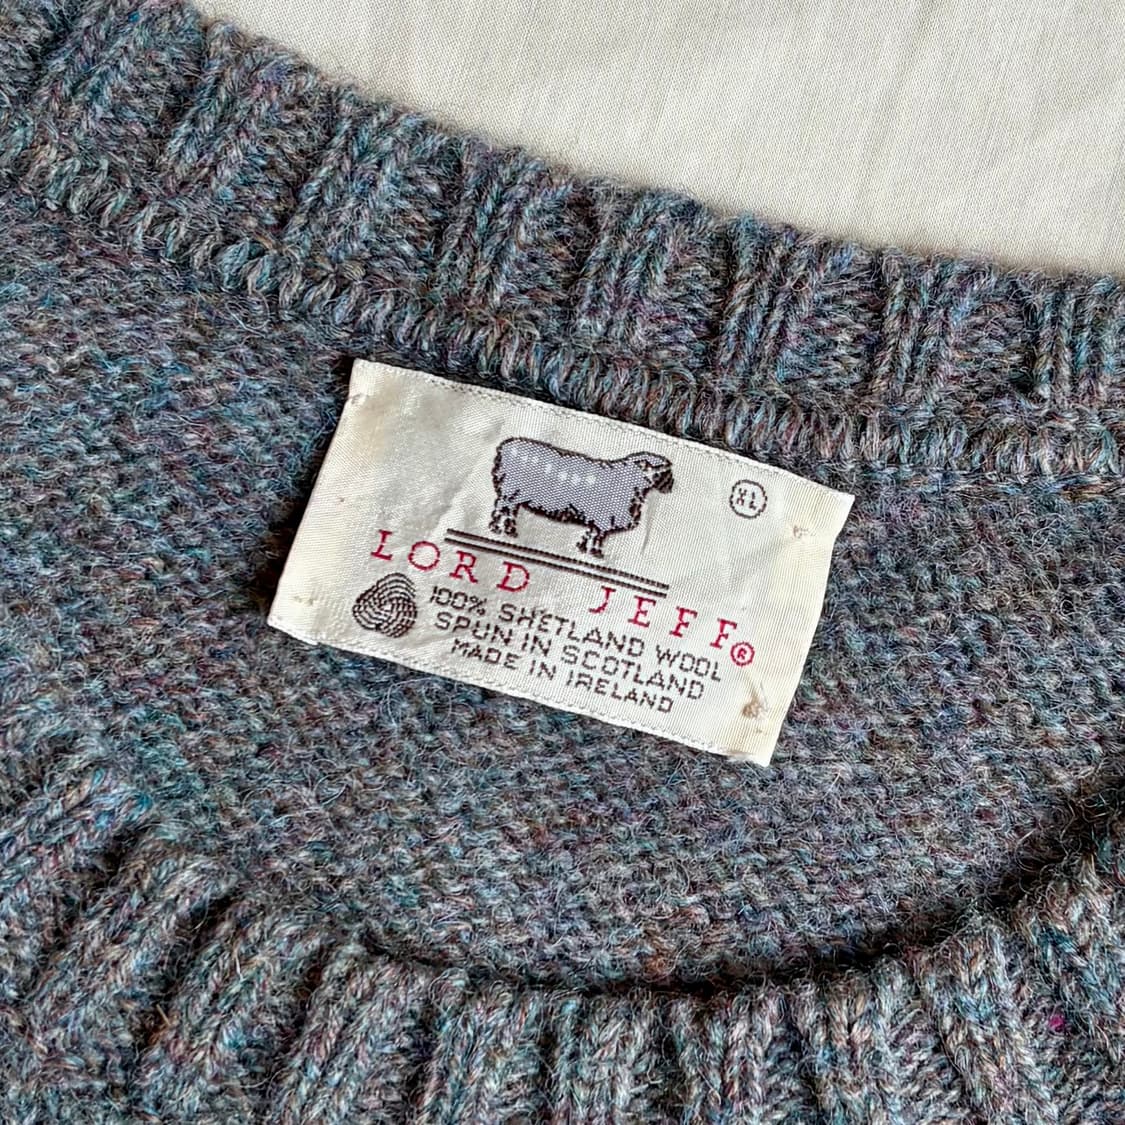 XL
LORD JEFF®
100% SHETLAND WOOL
SPUN IN SCOTLAND
MADE IN IRELAND